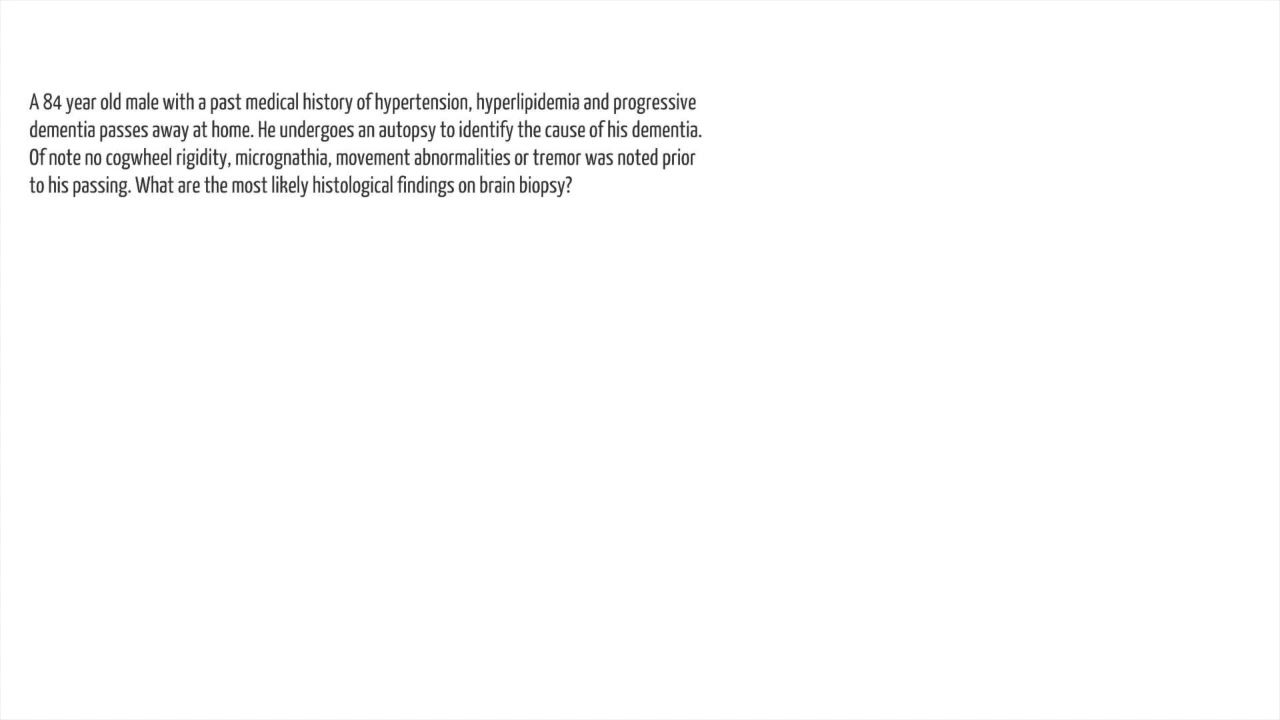 A 84 year old male with a past medical history of hypertension, hyperlipidemia and progressive
dementia passes away at home. He undergoes an autopsy to identify the cause of his dementia.
Of note no cogwheel rigidity, micrognathia, movement abnormalities or tremor was noted prior
to his passing. What are the most likely histological findings on brain biopsy?